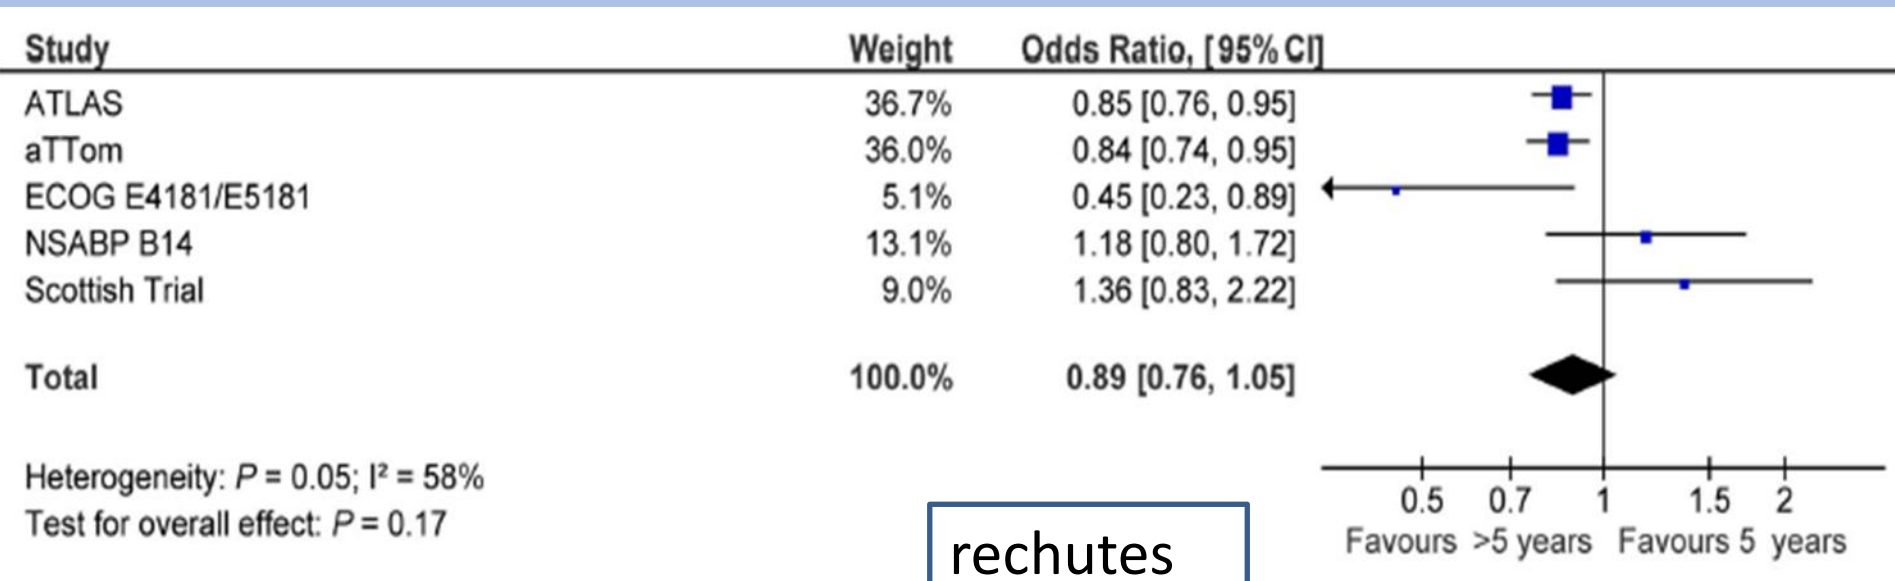 Study Weight Odds Ratio, [95% CI]
ATLAS 36.7% 0.85 [0.76, 0.95]
aTTom 36.0% 0.84 [0.74, 0.95]
ECOG E4181/E5181 5.1% 0.45 [0.23, 0.89]
NSABP B14 13.1% 1.18 [0.80, 1.72]
Scottish Trial 9.0% 1.36 [0.83, 2.22]
Total 100.0% 0.89 [0.76, 1.05]
Heterogeneity: P = 0.05; I² = 58%
Test for overall effect: P = 0.17
0.5 0.7 1 1.5 2
Favours >5 years Favours 5 years
rechutes